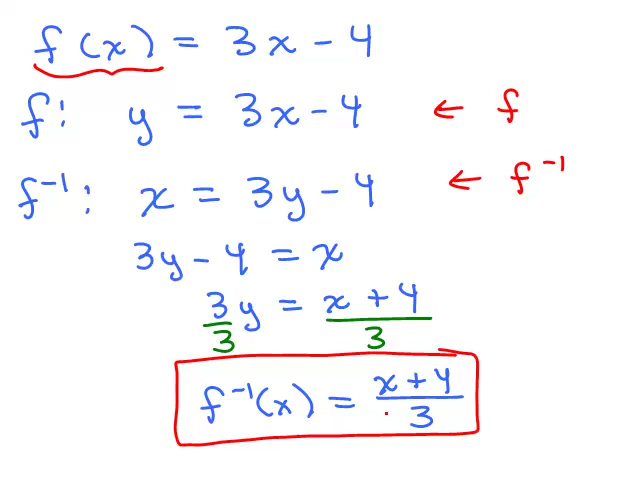 f(x) = 3x - 4
f: y = 3x - 4 ← f
f⁻¹: x = 3y - 4 ← f⁻¹
3y - 4 = x
3y/3 = (x + 4)/3
f⁻¹(x) = (x + 4)/3